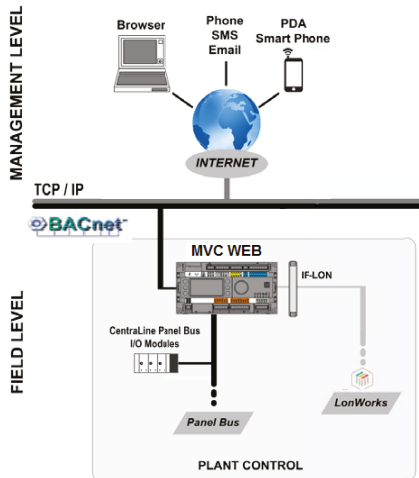 MANAGEMENT LEVEL
Browser
Phone
SMS
Email
PDA
Smart Phone
INTERNET
TCP / IP
BACnet™
FIELD LEVEL
MVC WEB
IF-LON
CentraLine Panel Bus
I/O Modules
Panel Bus
LonWorks
PLANT CONTROL